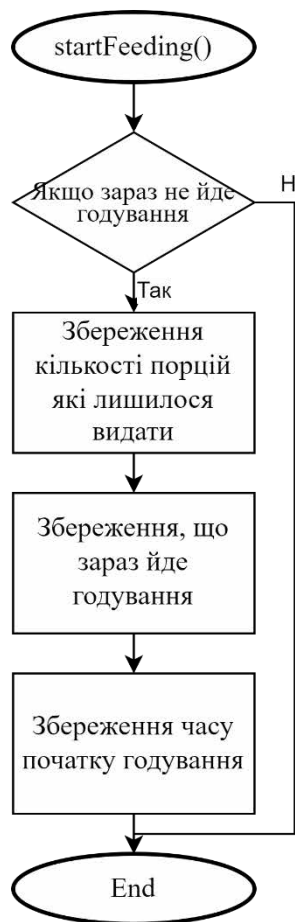 startFeeding()
Якщо зараз не йде
годування
Н
Так
Збереження
кількості порцій
які лишилося
видати
Збереження, що
зараз йде
годування
Збереження часу
початку годування
End